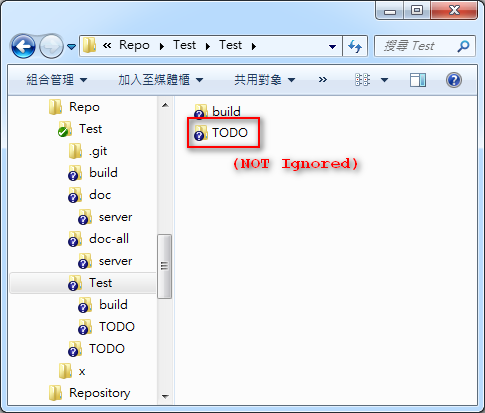 « Repo Test Test
搜尋 Test
組合管理 加入至媒體櫃 共用對象 »
Repo
Test
.git
build
doc
server
doc-all
server
Test
build
TODO
TODO
x
Repository
build
TODO
(NOT Ignored)